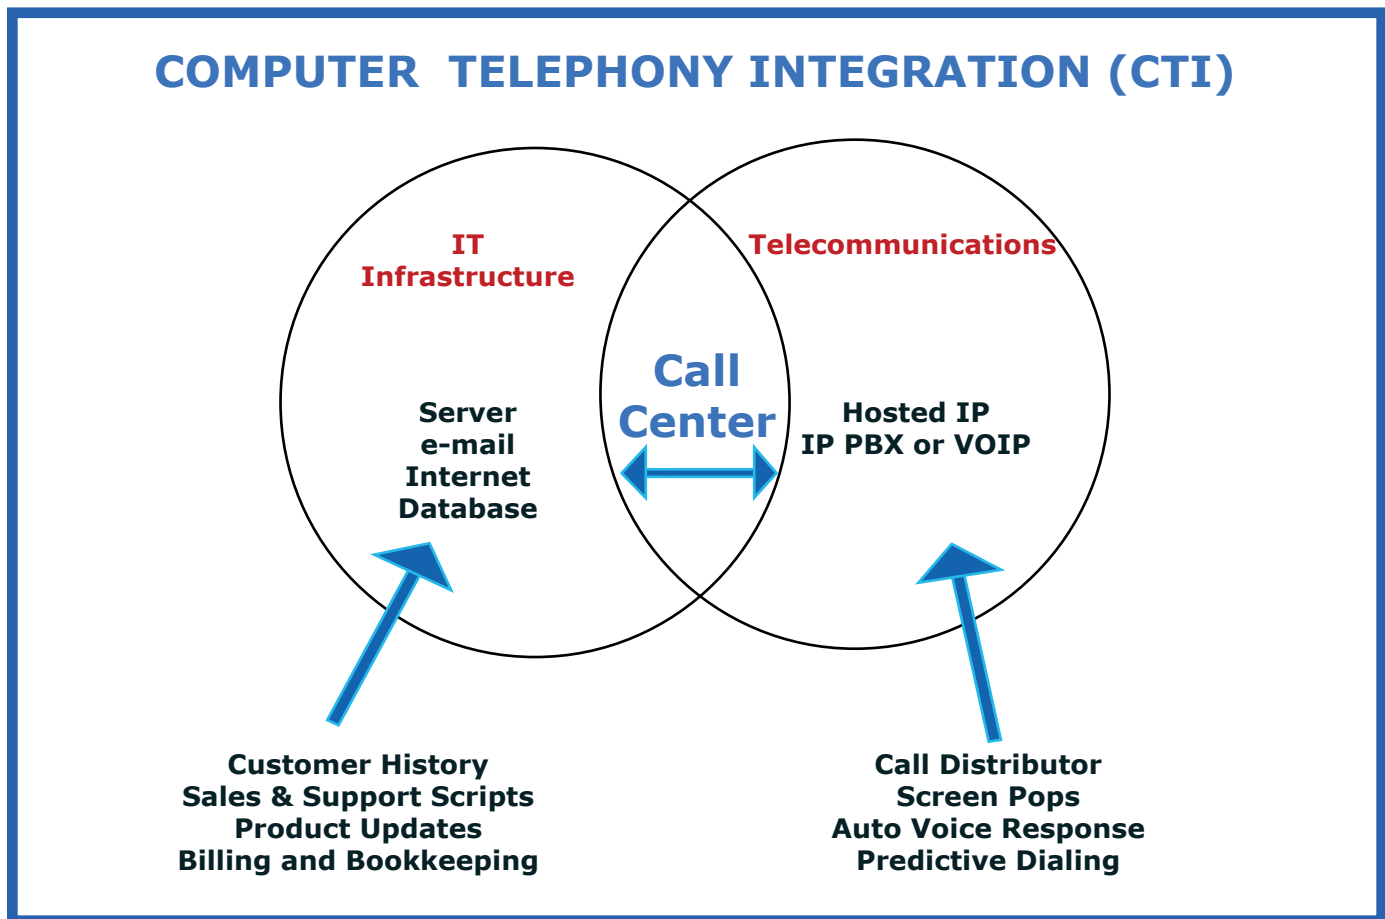 COMPUTER TELEPHONY INTEGRATION (CTI)
IT
Infrastructure
Telecommunications
Call
Center
Server
e-mail
Internet
Database
Hosted IP
IP PBX or VOIP
Customer History
Sales & Support Scripts
Product Updates
Billing and Bookkeeping
Call Distributor
Screen Pops
Auto Voice Response
Predictive Dialing